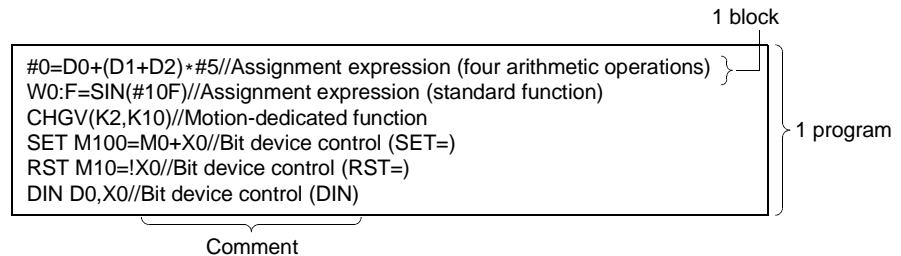 1 block
#0=D0+(D1+D2)*#5//Assignment expression (four arithmetic operations)
W0:F=SIN(#10F)//Assignment expression (standard function)
CHGV(K2,K10)//Motion-dedicated function
SET M100=M0+X0//Bit device control (SET=)
RST M10=!X0//Bit device control (RST=)
DIN D0,X0//Bit device control (DIN)
1 program
Comment